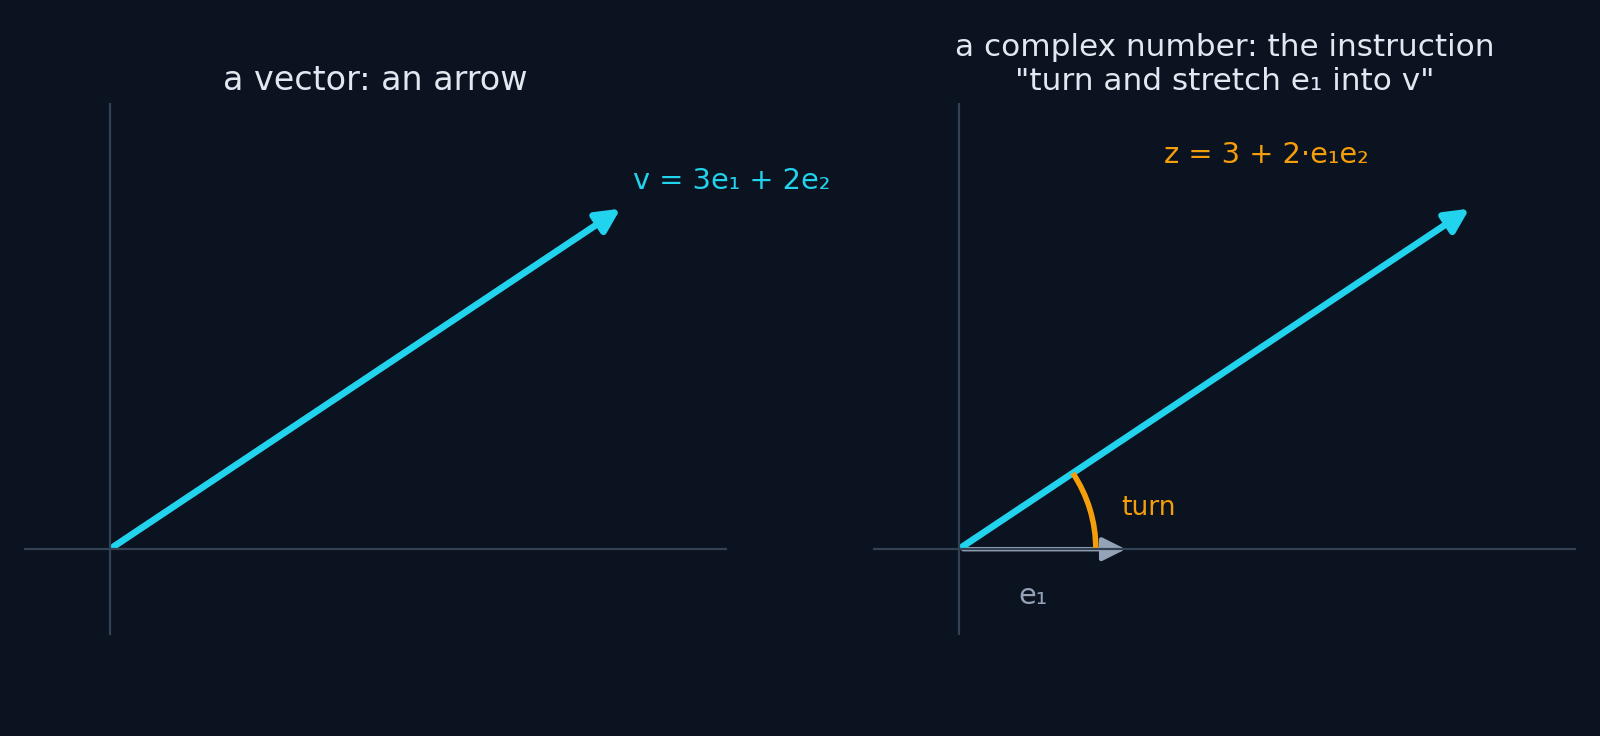 a vector: an arrow
v = 3e₁ + 2e₂
a complex number: the instruction
"turn and stretch e₁ into v"
z = 3 + 2·e₁e₂
turn
e₁